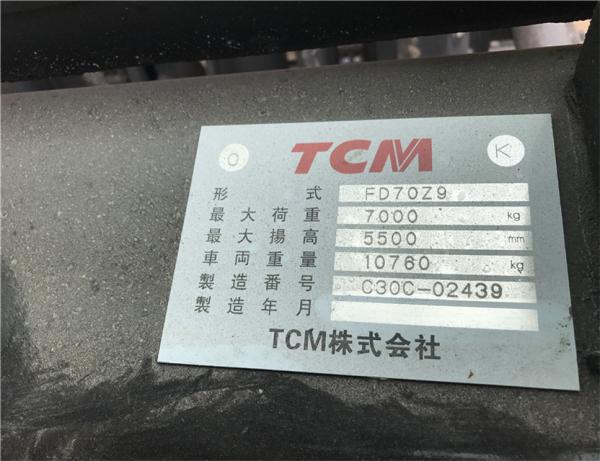 O TCM K
形式 FD70Z9
最大荷重 7000 kg
最大揚高 5500 mm
車両重量 10760 kg
製造番号 C30C-02439
製造年月
TCM株式会社